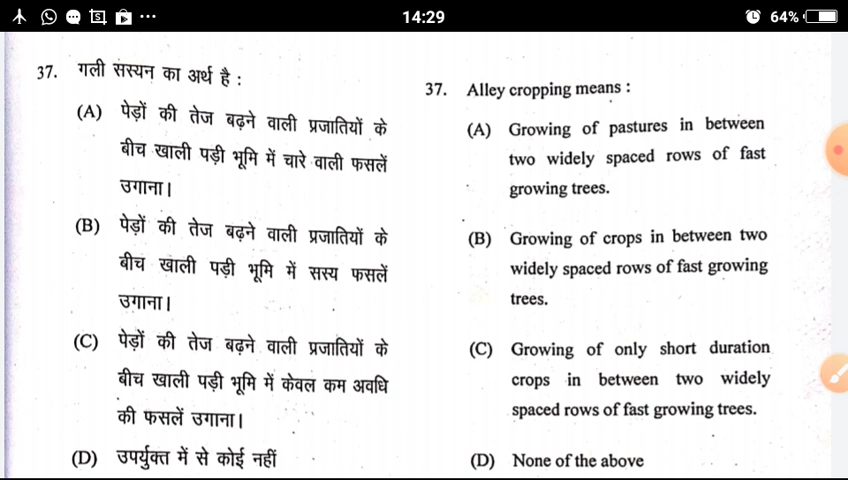 14:29
64%
37. गली सस्यन का अर्थ है :
(A) पेड़ों की तेज बढ़ने वाली प्रजातियों के
बीच खाली पड़ी भूमि में चारे वाली फसलें
उगाना।
(B) पेड़ों की तेज बढ़ने वाली प्रजातियों के
बीच खाली पड़ी भूमि में सस्य फसलें
उगाना।
(C) पेड़ों की तेज बढ़ने वाली प्रजातियों के
बीच खाली पड़ी भूमि में केवल कम अवधि
की फसलें उगाना।
(D) उपर्युक्त में से कोई नहीं
37. Alley cropping means :
(A) Growing of pastures in between
two widely spaced rows of fast
growing trees.
(B) Growing of crops in between two
widely spaced rows of fast growing
trees.
(C) Growing of only short duration
crops in between two widely
spaced rows of fast growing trees.
(D) None of the above